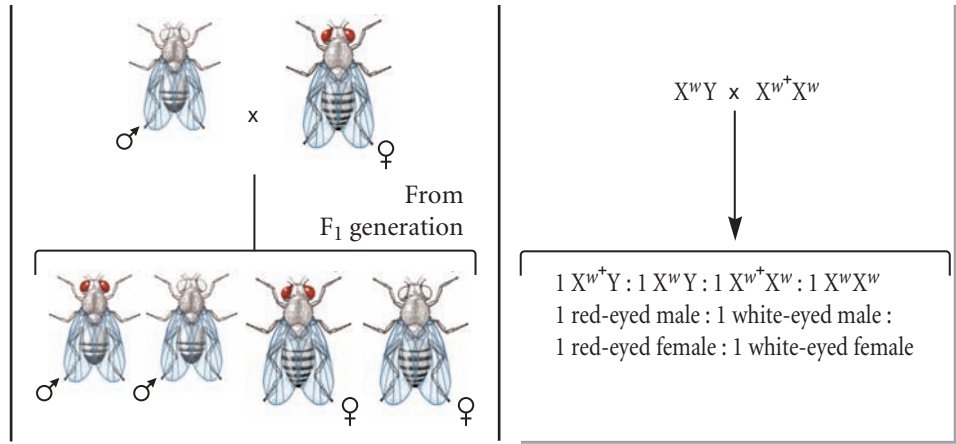 ♂ x ♀
From
F₁ generation
♂ ♂ ♀ ♀
XʷY x Xʷ⁺Xʷ
1 Xʷ⁺Y : 1 XʷY : 1 Xʷ⁺Xʷ : 1 XʷXʷ
1 red-eyed male : 1 white-eyed male :
1 red-eyed female : 1 white-eyed female